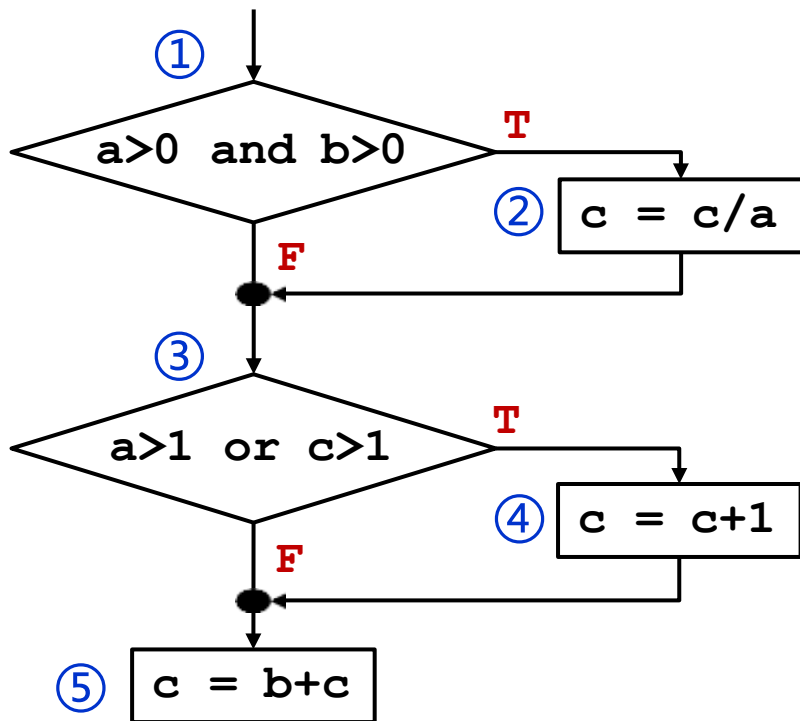 ①
a>0 and b>0
T
② c = c/a
F
③
a>1 or c>1
T
④ c = c+1
F
⑤ c = b+c